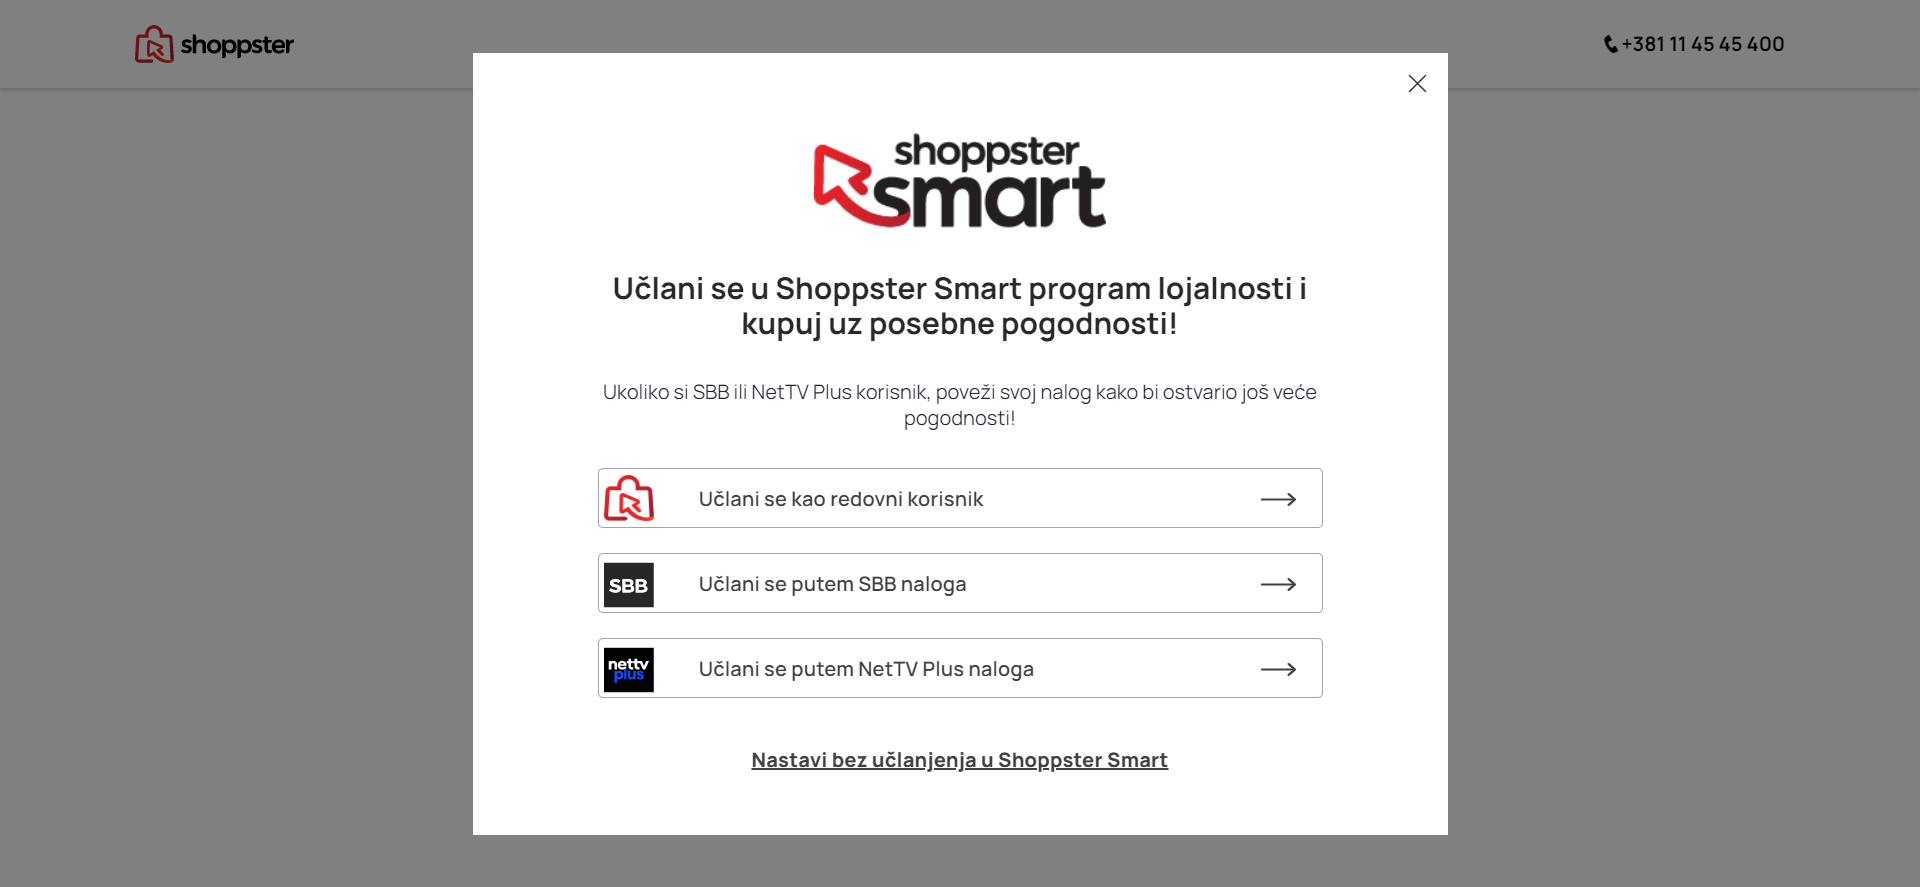 shoppster
+381 11 45 45 400
shoppster
smart
Učlani se u Shoppster Smart program lojalnosti i
kupuj uz posebne pogodnosti!
Ukoliko si SBB ili NetTV Plus korisnik, poveži svoj nalog kako bi ostvario još veće
pogodnosti!
Učlani se kao redovni korisnik
SBB
Učlani se putem SBB naloga
nettv
plus
Učlani se putem NetTV Plus naloga
Nastavi bez učlanjenja u Shoppster Smart